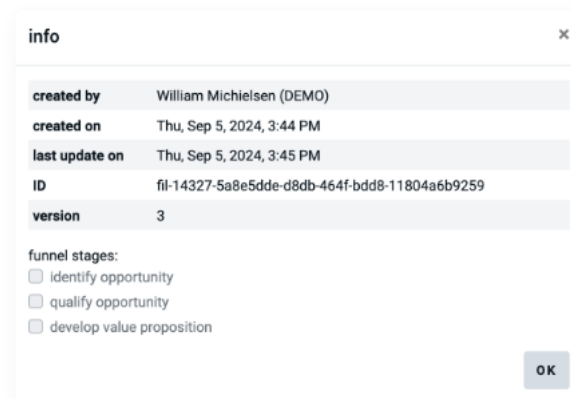 info ×
created by William Michielsen (DEMO)
created on Thu, Sep 5, 2024, 3:44 PM
last update on Thu, Sep 5, 2024, 3:45 PM
ID fil-14327-5a8e5dde-d8db-464f-bdd8-11804a6b9259
version 3
funnel stages:
identify opportunity
qualify opportunity
develop value proposition
OK